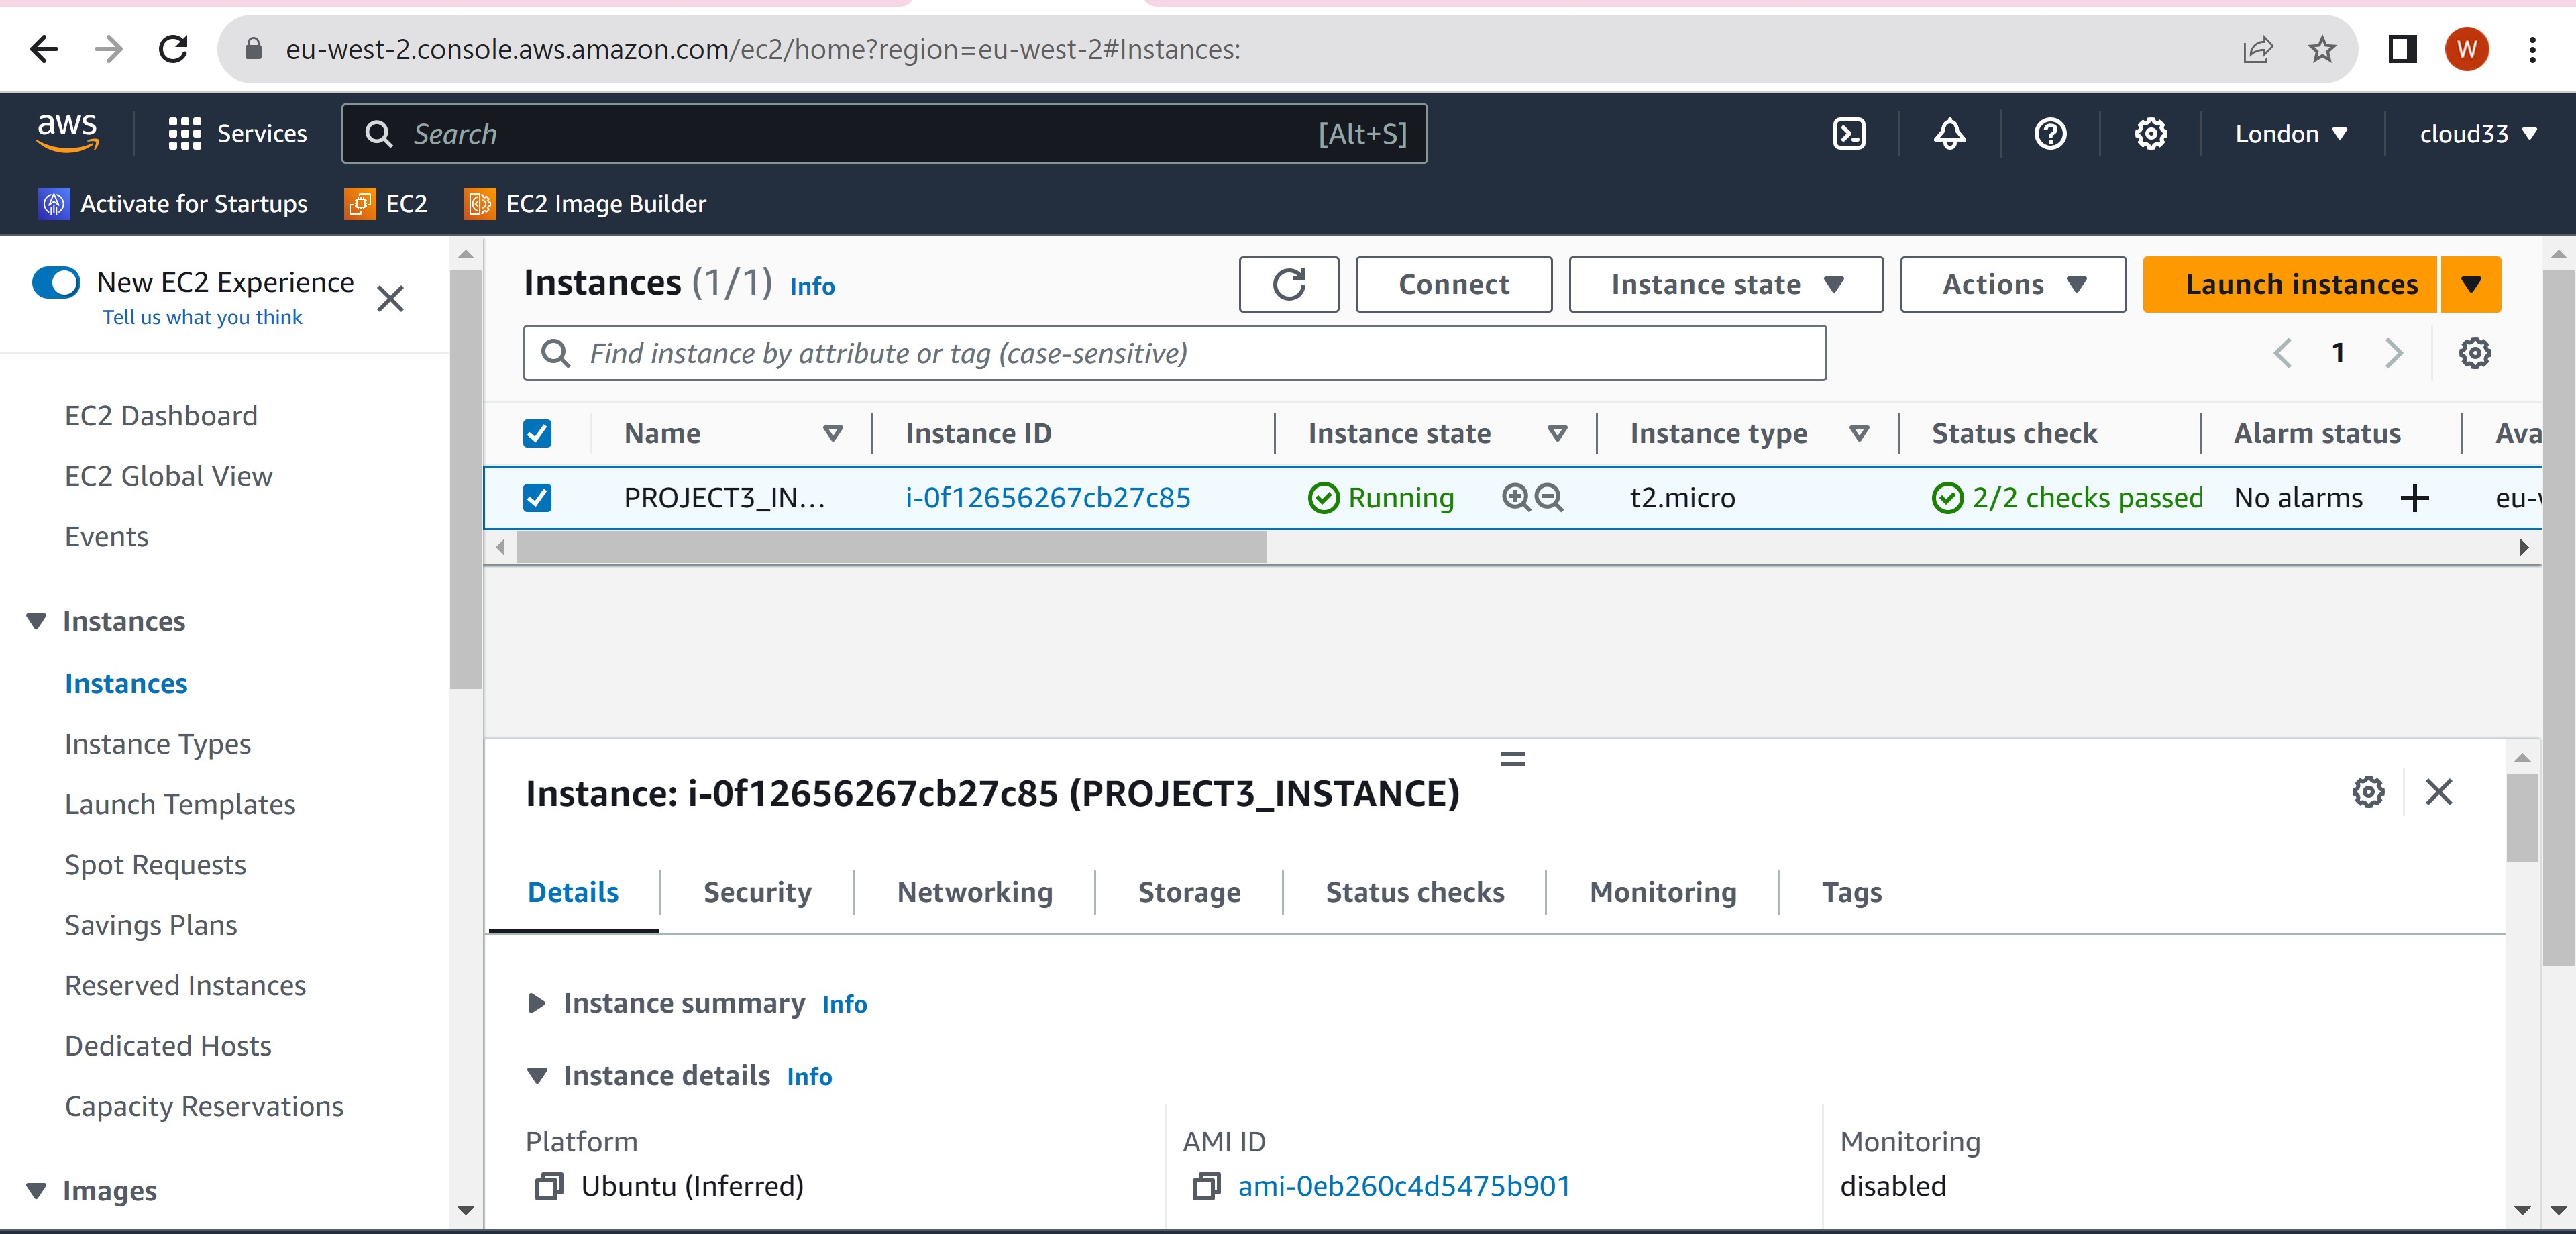 eu-west-2.console.aws.amazon.com/ec2/home?region=eu-west-2#Instances:
W
aws
Services
Search
[Alt+S]
London
cloud33
Activate for Startups
EC2
EC2 Image Builder
New EC2 Experience
Tell us what you think
EC2 Dashboard
EC2 Global View
Events
Instances
Instances
Instance Types
Launch Templates
Spot Requests
Savings Plans
Reserved Instances
Dedicated Hosts
Capacity Reservations
Images
Instances (1/1) Info
Connect
Instance state
Actions
Launch instances
Find instance by attribute or tag (case-sensitive)
1
Name Instance ID Instance state Instance type Status check Alarm status Ava
PROJECT3_IN... i-0f12656267cb27c85 Running t2.micro 2/2 checks passed No alarms + eu-
Instance: i-0f12656267cb27c85 (PROJECT3_INSTANCE)
Details Security Networking Storage Status checks Monitoring Tags
Instance summary Info
Instance details Info
Platform
Ubuntu (Inferred)
AMI ID
ami-0eb260c4d5475b901
Monitoring
disabled